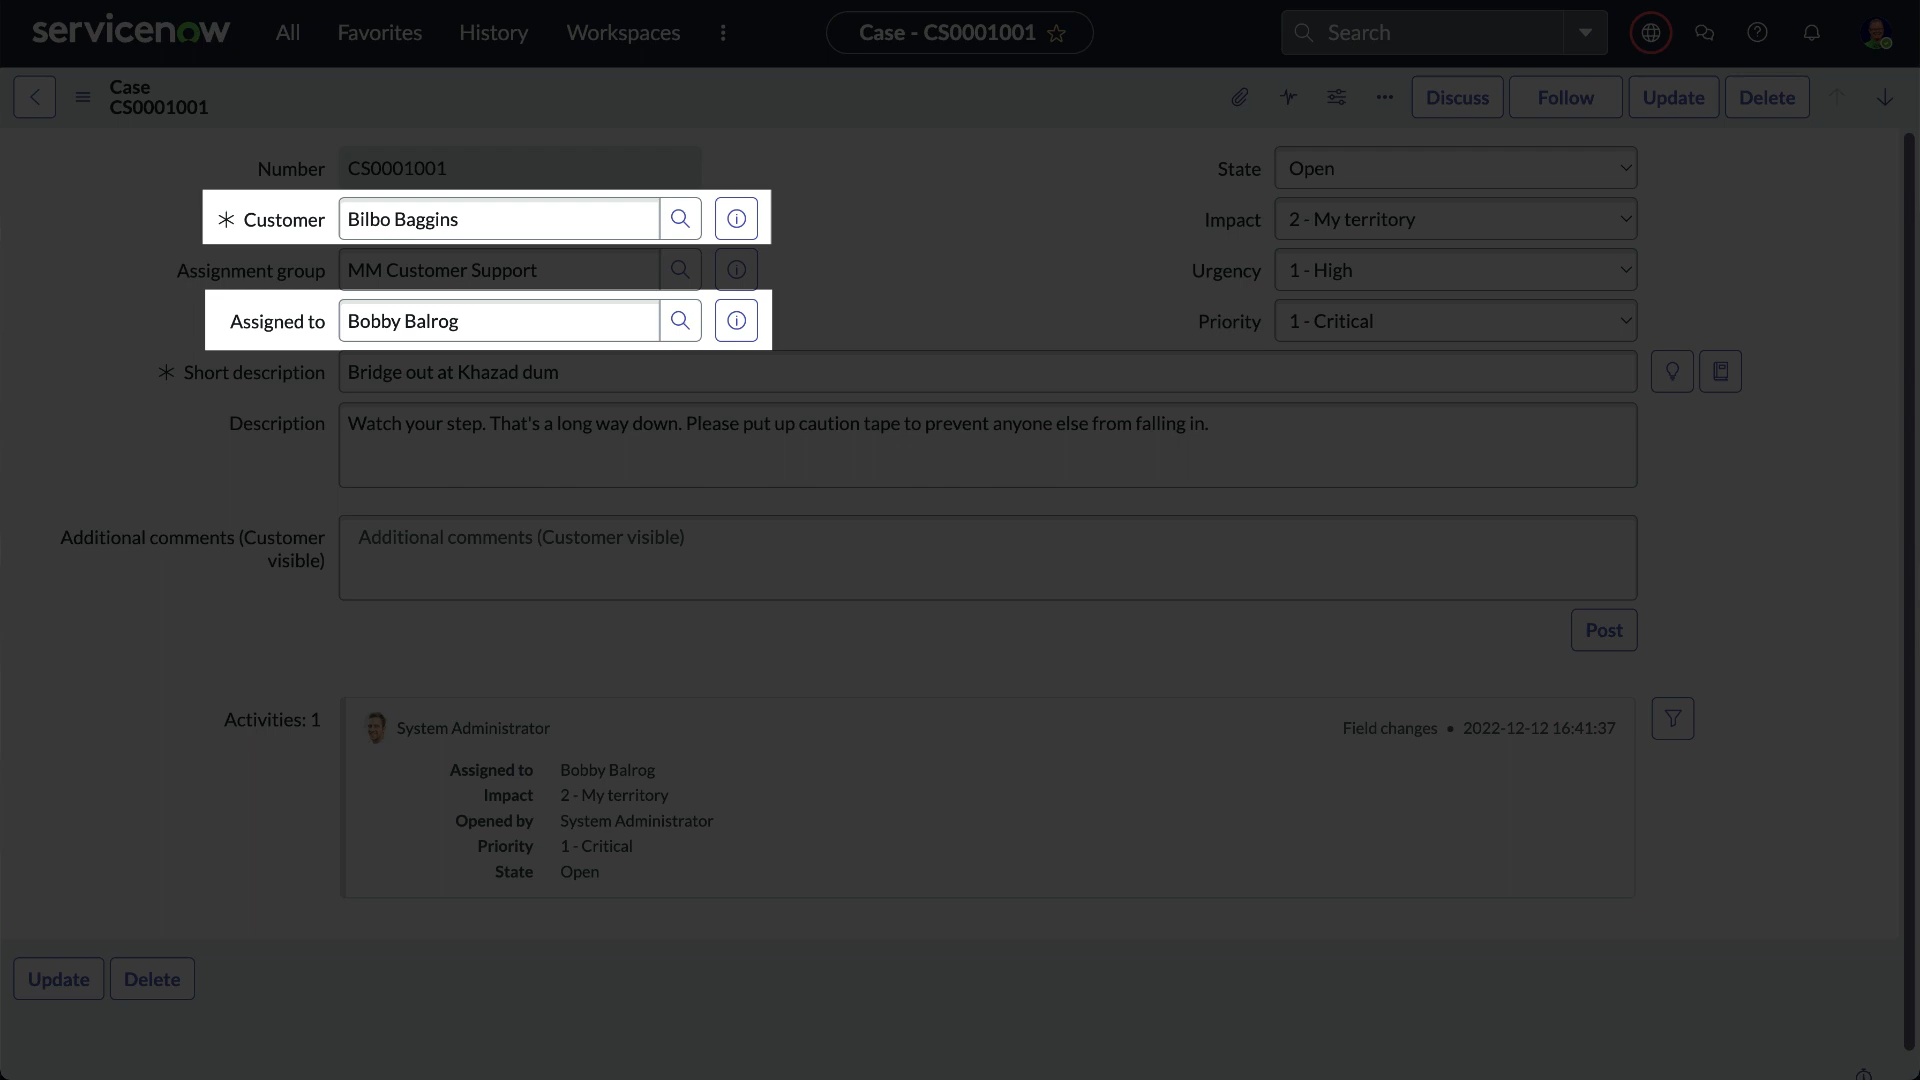 servicenow All Favorites History Workspaces Case - CS0001001 Search
Case
CS0001001
Discuss Follow Update Delete
Number CS0001001 State Open
Customer Bilbo Baggins Impact 2 - My territory
Assignment group MM Customer Support Urgency 1 - High
Assigned to Bobby Balrog Priority 1 - Critical
Short description Bridge out at Khazad dum
Description Watch your step. That's a long way down. Please put up caution tape to prevent anyone else from falling in.
Additional comments (Customer
visible)
Additional comments (Customer visible)
Post
Activities: 1 System Administrator Field changes • 2022-12-12 16:41:37
Assigned to Bobby Balrog
Impact 2 - My territory
Opened by System Administrator
Priority 1 - Critical
State Open
Update Delete